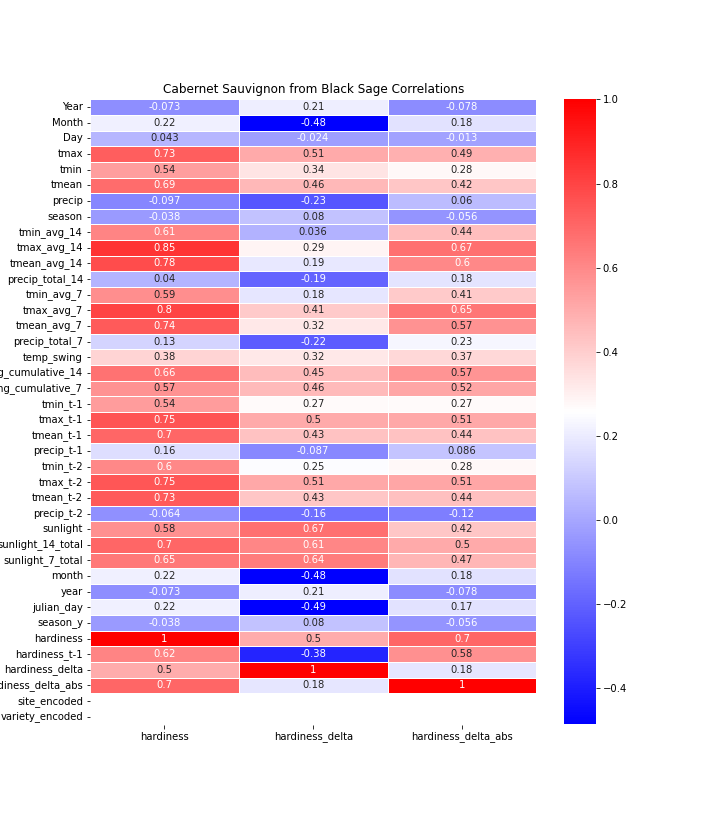 Cabernet Sauvignon from Black Sage Correlations
Year -0.073 0.21 -0.078
Month 0.22 -0.48 0.18
Day 0.043 -0.024 -0.013
tmax 0.73 0.51 0.49
tmin 0.54 0.34 0.28
tmean 0.69 0.46 0.42
precip -0.097 -0.23 0.06
season -0.038 0.08 -0.056
tmin_avg_14 0.61 0.036 0.44
tmax_avg_14 0.85 0.29 0.67
tmean_avg_14 0.78 0.19 0.6
precip_total_14 0.04 -0.19 0.18
tmin_avg_7 0.59 0.18 0.41
tmax_avg_7 0.8 0.41 0.65
tmean_avg_7 0.74 0.32 0.57
precip_total_7 0.13 -0.22 0.23
temp_swing 0.38 0.32 0.37
g_cumulative_14 0.66 0.45 0.57
ng_cumulative_7 0.57 0.46 0.52
tmin_t-1 0.54 0.27 0.27
tmax_t-1 0.75 0.5 0.51
tmean_t-1 0.7 0.43 0.44
precip_t-1 0.16 -0.087 0.086
tmin_t-2 0.6 0.25 0.28
tmax_t-2 0.75 0.51 0.51
tmean_t-2 0.73 0.43 0.44
precip_t-2 -0.064 -0.16 -0.12
sunlight 0.58 0.67 0.42
sunlight_14_total 0.7 0.61 0.5
sunlight_7_total 0.65 0.64 0.47
month 0.22 -0.48 0.18
year -0.073 0.21 -0.078
julian_day 0.22 -0.49 0.17
season_y -0.038 0.08 -0.056
hardiness 1 0.5 0.7
hardiness_t-1 0.62 -0.38 0.58
hardiness_delta 0.5 1 0.18
diness_delta_abs 0.7 0.18 1
site_encoded
variety_encoded
hardiness hardiness_delta hardiness_delta_abs
1.0
0.8
0.6
0.4
0.2
0.0
−0.2
−0.4